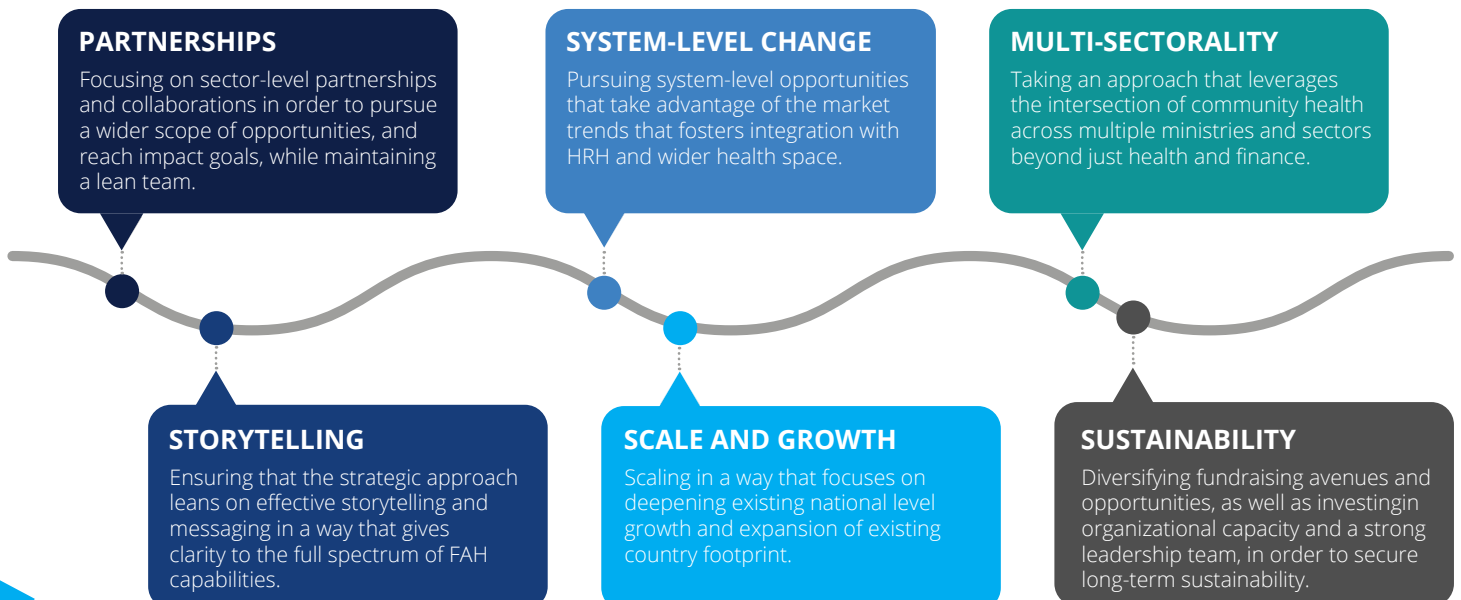 PARTNERSHIPS
Focusing on sector-level partnerships
and collaborations in order to pursue
a wider scope of opportunities, and
reach impact goals, while maintaining
a lean team.
SYSTEM-LEVEL CHANGE
Pursuing system-level opportunities
that take advantage of the market
trends that fosters integration with
HRH and wider health space.
MULTI-SECTORALITY
Taking an approach that leverages
the intersection of community health
across multiple ministries and sectors
beyond just health and finance.
STORYTELLING
Ensuring that the strategic approach
leans on effective storytelling and
messaging in a way that gives
clarity to the full spectrum of FAH
capabilities.
SCALE AND GROWTH
Scaling in a way that focuses on
deepening existing national level
growth and expansion of existing
country footprint.
SUSTAINABILITY
Diversifying fundraising avenues and
opportunities, as well as investingin
organizational capacity and a strong
leadership team, in order to secure
long-term sustainability.